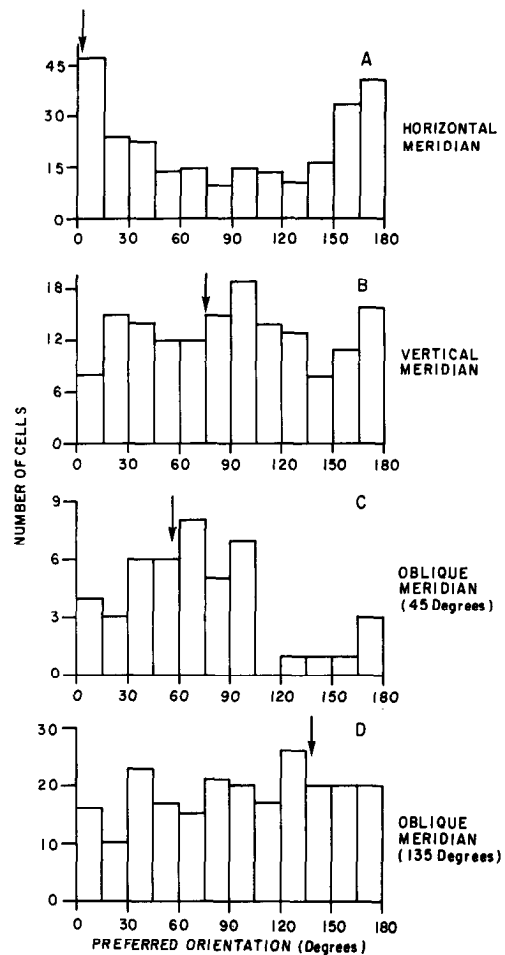 A
45
30
15
0
0 30 60 90 120 150 180
HORIZONTAL
MERIDIAN
B
18
12
6
0
0 30 60 90 120 150 180
VERTICAL
MERIDIAN
NUMBER OF CELLS
C
9
6
3
0
0 30 60 90 120 150 180
OBLIQUE
MERIDIAN
(45 Degrees)
D
30
20
10
0
0 30 60 90 120 150 180
OBLIQUE
MERIDIAN
(135 Degrees)
PREFERRED ORIENTATION (Degrees)